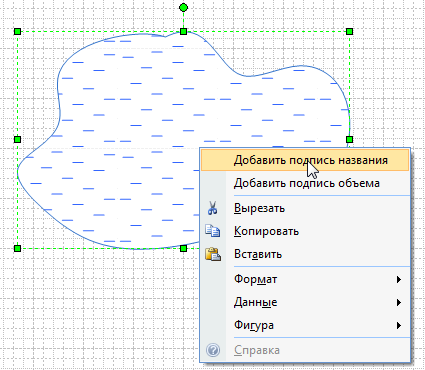 Добавить подпись названия
Добавить подпись объема
Вырезать
Копировать
Вставить
Формат
Данные
Фигура
Справка